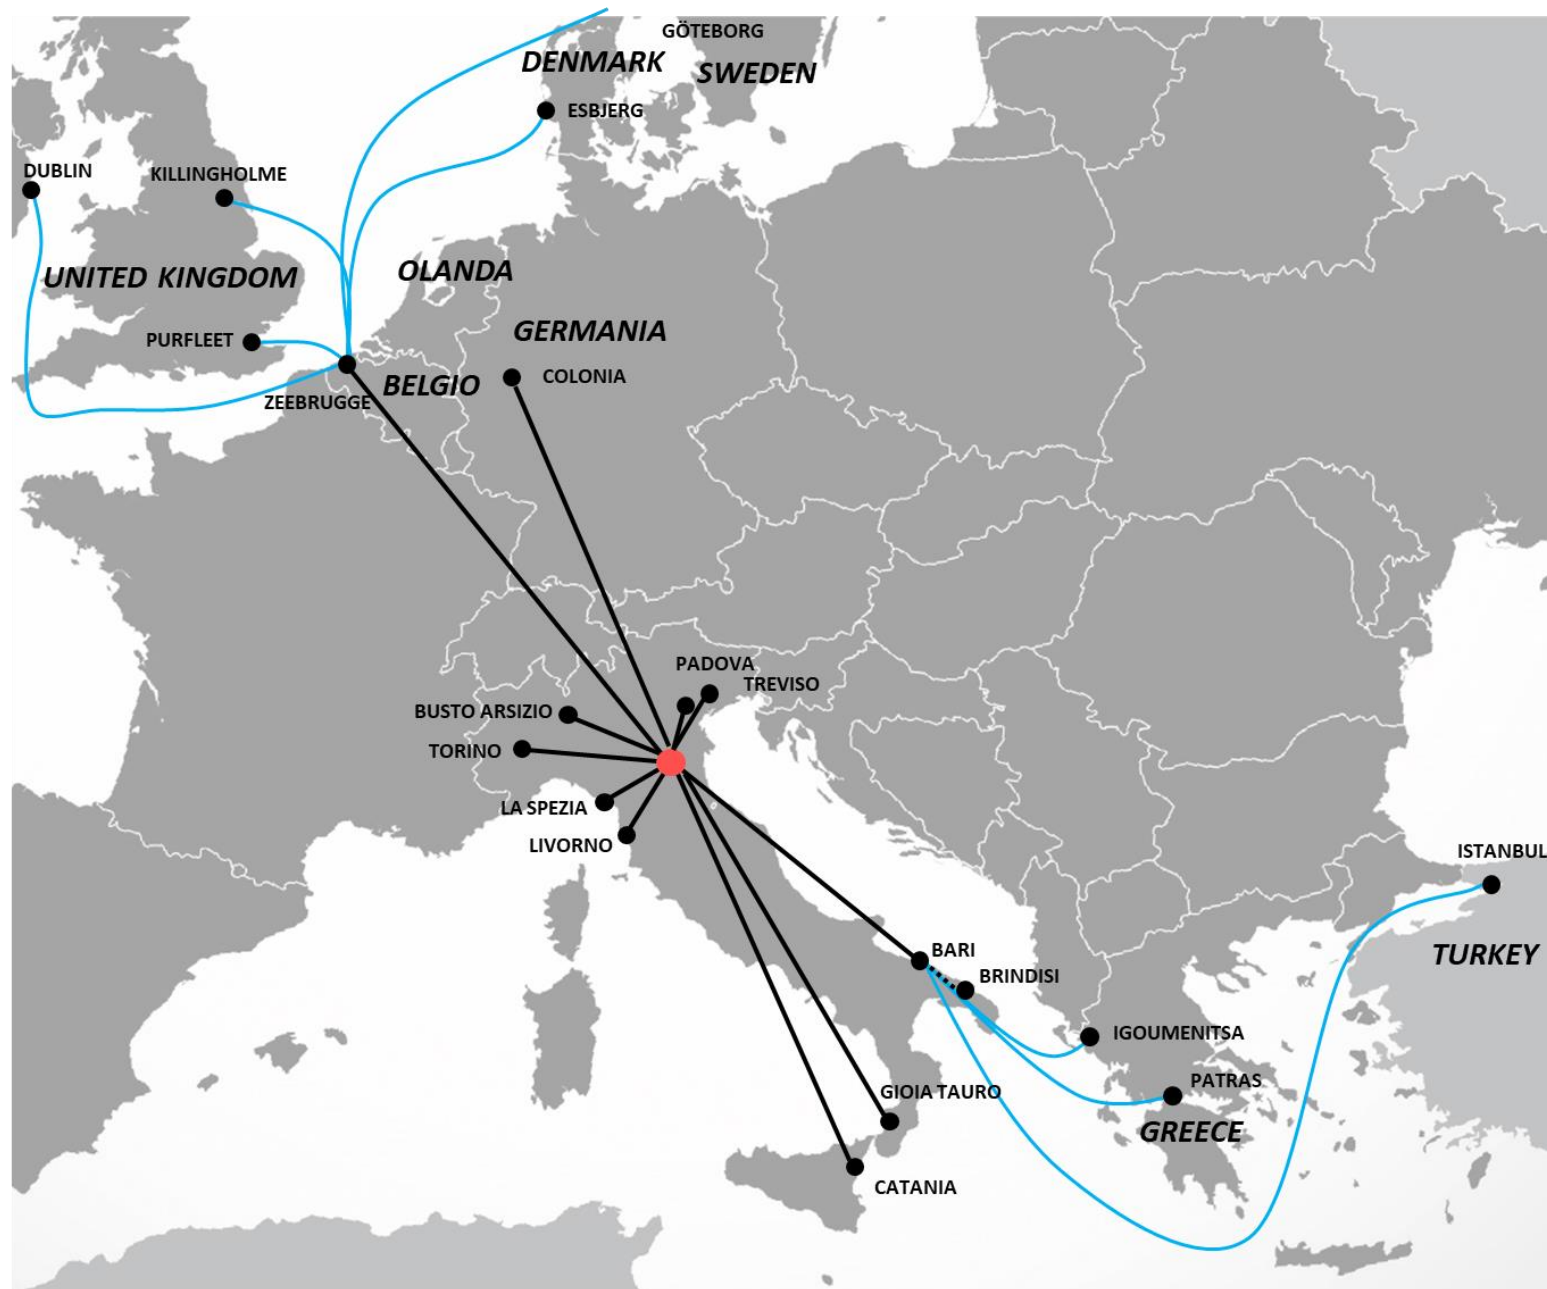 GÖTEBORG
DENMARK
SWEDEN
ESBJERG
DUBLIN
KILLINGHOLME
UNITED KINGDOM
OLANDA
GERMANIA
PURFLEET
BELGIO
COLONIA
ZEEBRUGGE
PADOVA
TREVISO
BUSTO ARSIZIO
TORINO
LA SPEZIA
LIVORNO
ISTANBUL
BARI
TURKEY
BRINDISI
IGOUMENITSA
PATRAS
GIOIA TAURO
GREECE
CATANIA